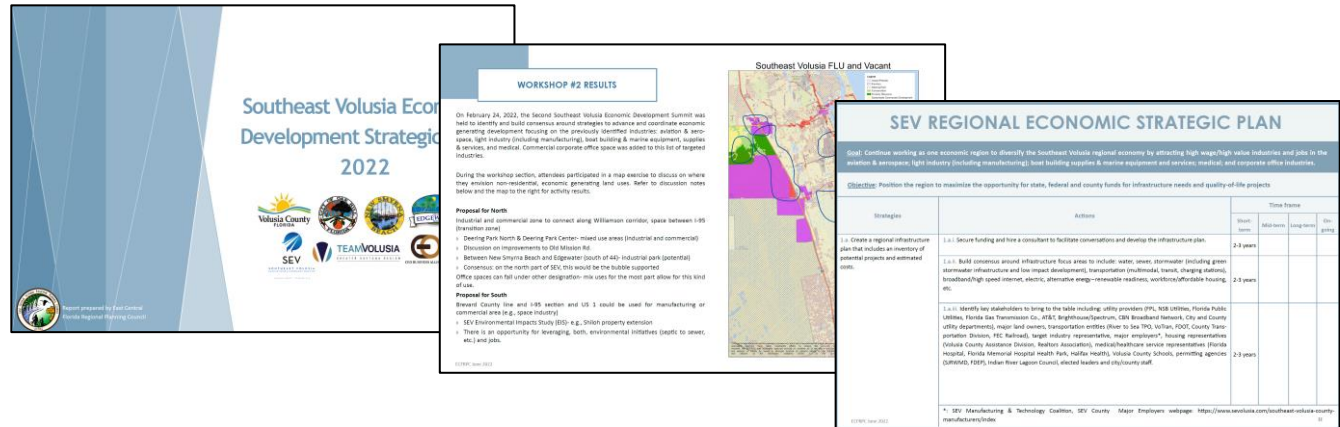 Southeast Volusia Econ
Development Strategic
2022
Volusia County
FLORIDA
EDGEW
SEV
TEAMVOLUSIA
Report prepared by East Central
Florida Regional Planning Council
WORKSHOP #2 RESULTS
On February 24, 2022, the Second Southeast Volusia Economic Development Summit was
held to identify and build consensus around strategies to advance and coordinate economic
generating development focusing on the previously identified industries: aviation & aero-
space, light industry (including manufacturing), boat building & marine equipment, supplies
& services, and medical. Commercial corporate office space was added to this list of targeted
industries.
During the workshop section, attendees participated in a map exercise to discuss on where
they envision non-residential, economic generating land uses. Refer to discussion notes
below and the map to the right for activity results.
Proposal for North
Industrial and commercial zone to connect along Williamson corridor, space between I-95
(transition zone)
» Deering Park North & Deering Park Center- mixed use areas (industrial and commercial)
» Discussion on improvements to Old Mission Rd.
» Between New Smyrna Beach and Edgewater (south of 44)- industrial park (potential)
» Consensus: on the north part of SEV, this would be the bubble supported
Office spaces can fall under other designation- mix uses for the most part allow for this kind
of use.
Proposal for South
Brevard County line and I-95 section and US 1 could be used for manufacturing or
commercial area (e.g., space industry)
» SEV Environmental Impacts Study (EIS)- e.g., Shiloh property extension
» There is an opportunity for leveraging, both, environmental initiatives (septic to sewer,
etc.) and jobs.
ECFRPC June 2022
Southeast Volusia FLU and Vacant
SEV REGIONAL ECONOMIC STRATEGIC PLAN
Goal: Continue working as one economic region to diversify the Southeast Volusia regional economy by attracting high wage/high value industries and jobs in the
aviation & aerospace; light industry (including manufacturing); boat building supplies & marine equipment and services; medical; and corporate office industries.
Objective: Position the region to maximize the opportunity for state, federal and county funds for infrastructure needs and quality-of-life projects
Strategies
Actions
Time frame
Short-term
Mid-term
Long-term
On-going
1.a. Create a regional infrastructure
plan that includes an inventory of
potential projects and estimated
costs.
1.a.i. Secure funding and hire a consultant to facilitate conversations and develop the infrastructure plan.
2-3 years
1.a.ii. Build consensus around infrastructure focus areas to include: water, sewer, stormwater (including green
stormwater infrastructure and low impact development), transportation (multimodal, transit, charging stations),
broadband/high speed internet, electric, alternative energy—renewable readiness, workforce/affordable housing,
etc.
2-3 years
1.a.iii. Identify key stakeholders to bring to the table including: utility providers (FPL, NSB Utilities, Florida Public
Utilities, Florida Gas Transmission Co., AT&T, Brighthouse/Spectrum, CBN Broadband Network, City and County
utility departments), major land owners, transportation entities (River to Sea TPO, VoTran, FDOT, County Trans-
portation Division, FEC Railroad), target industry representative, major employers*, housing representatives
(Volusia County Assistance Division, Realtors Association), medical/healthcare service representatives (Florida
Hospital, Florida Memorial Hospital Health Park, Halifax Health), Volusia County Schools, permitting agencies
(SJRWMD, FDEP), Indian River Lagoon Council, elected leaders and city/county staff.
2-3 years
*: SEV Manufacturing & Technology Coalition, SEV County Major Employers webpage: https://www.sevolusia.com/southeast-volusia-county-
manufacturers/index
ECFRPC June 2022